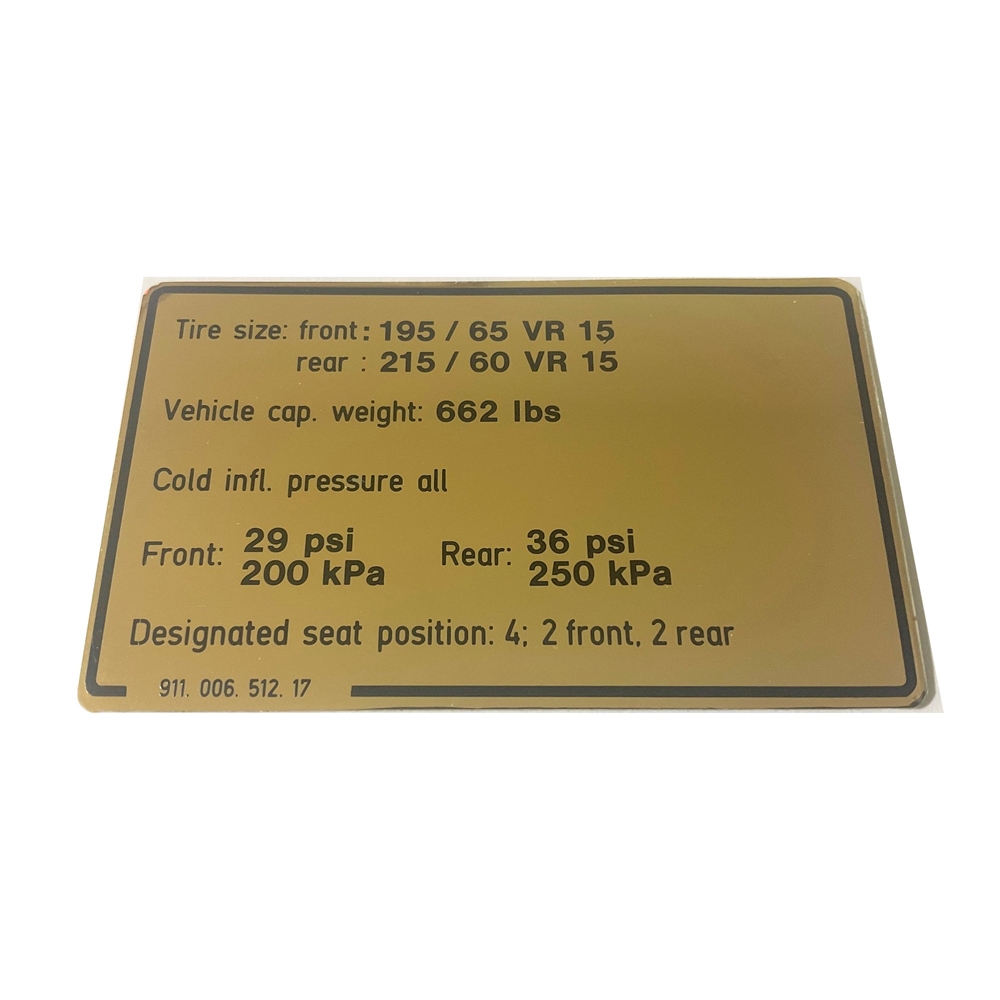 Tire size: front: 195 / 65 VR 15
rear : 215 / 60 VR 15
Vehicle cap. weight: 662 lbs
Cold infl. pressure all
Front: 29 psi 200 kPa Rear: 36 psi 250 kPa
Designated seat position: 4; 2 front, 2 rear
911. 006. 512. 17